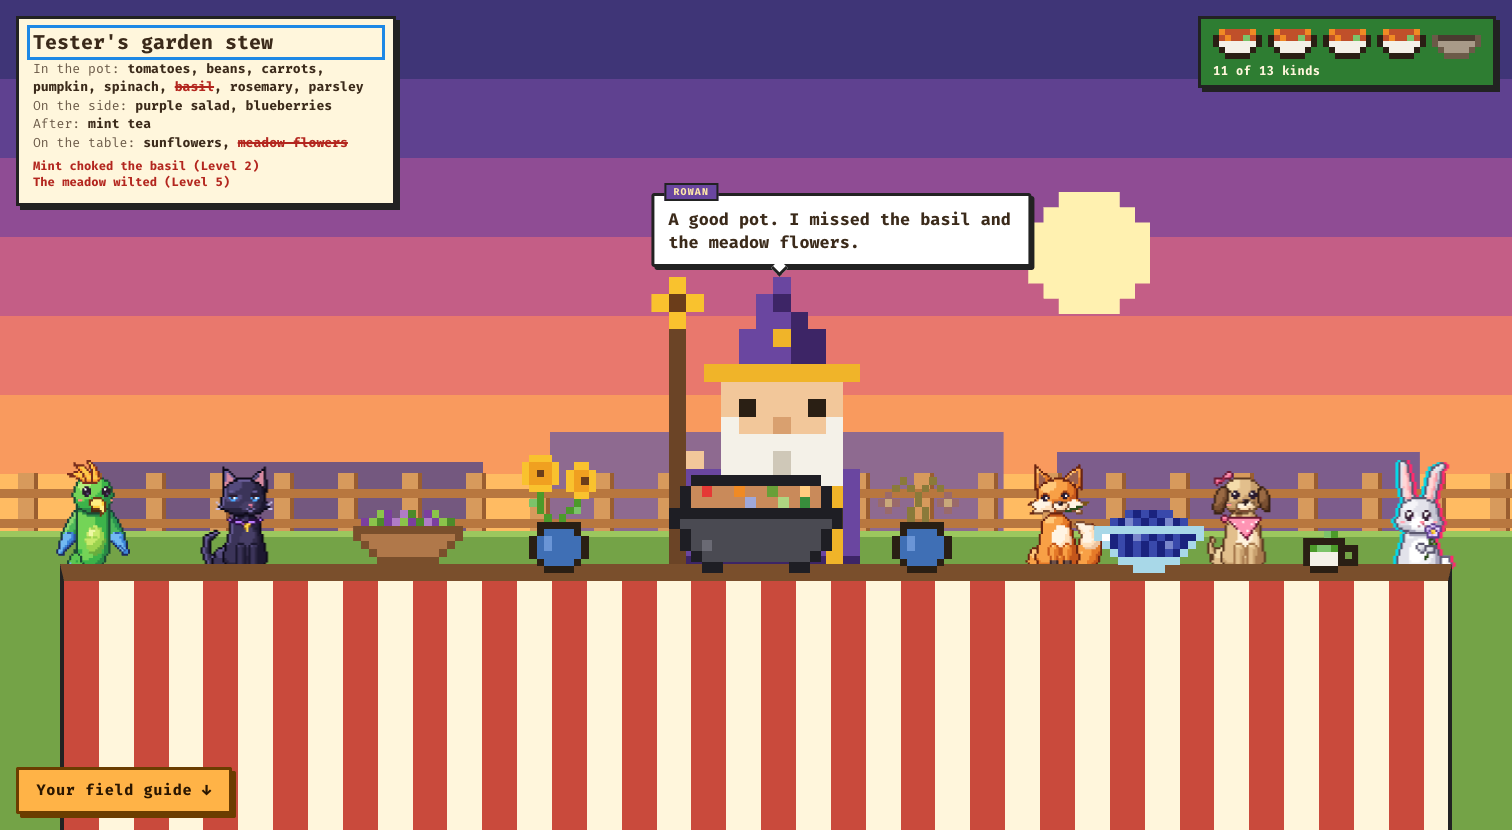 Tester's garden stew
In the pot: tomatoes, beans, carrots,
pumpkin, spinach, basil, rosemary, parsley
On the side: purple salad, blueberries
After: mint tea
On the table: sunflowers, meadow flowers
Mint choked the basil (Level 2)
The meadow wilted (Level 5)
11 of 13 kinds
ROWAN
A good pot. I missed the basil and
the meadow flowers.
Your field guide ↓